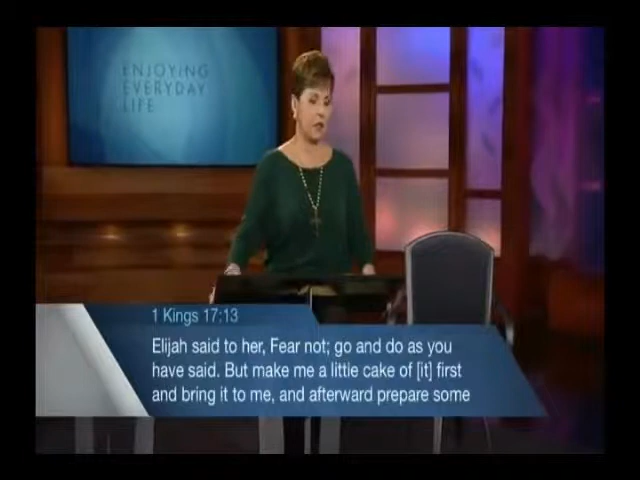 ENJOYING
EVERYDAY
LIFE
1 Kings 17:13
Elijah said to her, Fear not; go and do as you
have said. But make me a little cake of [it] first
and bring it to me, and afterward prepare some